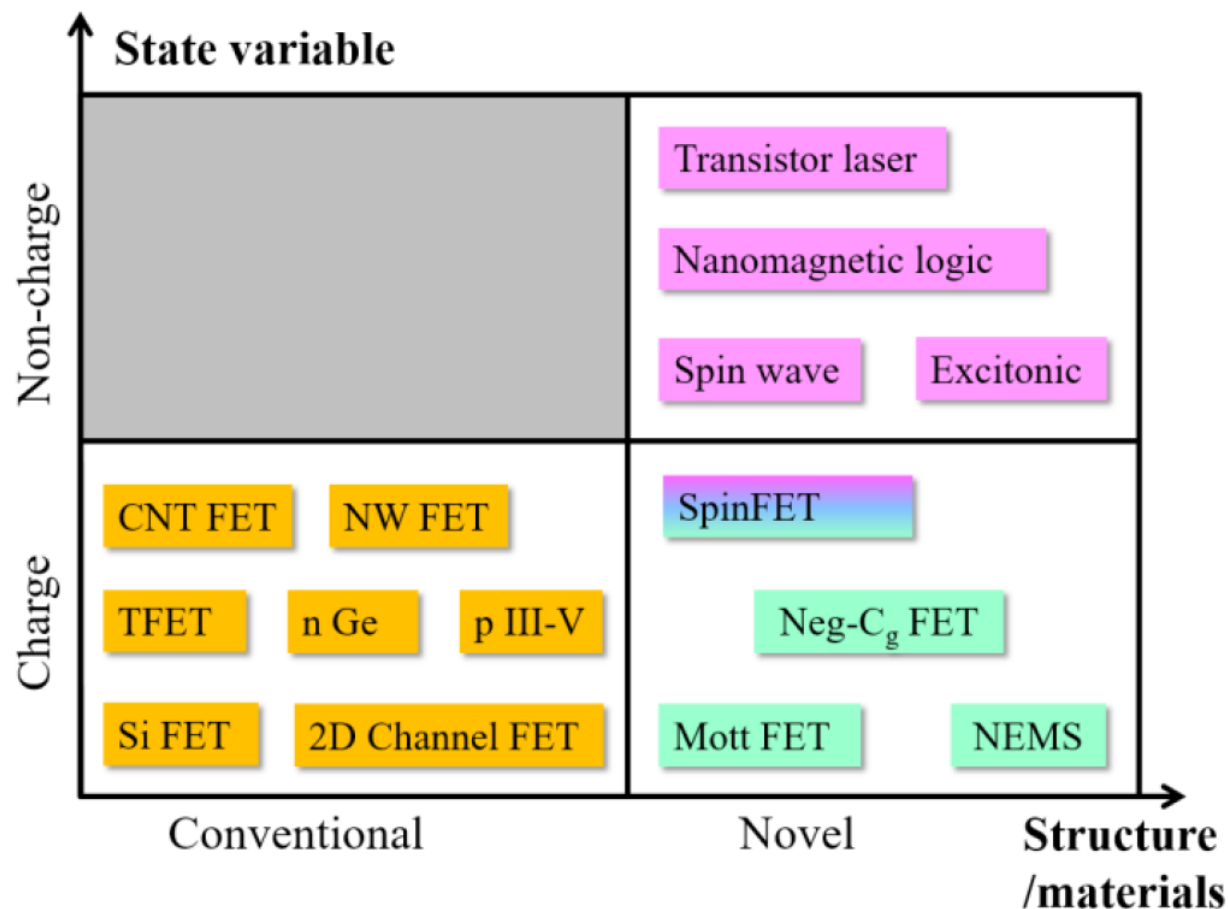 State variable
Non-charge
Transistor laser
Nanomagnetic logic
Spin wave
Excitonic
Charge
CNT FET
NW FET
TFET
n Ge
p III-V
Si FET
2D Channel FET
SpinFET
Neg-Cg FET
Mott FET
NEMS
Conventional
Novel
Structure
/materials